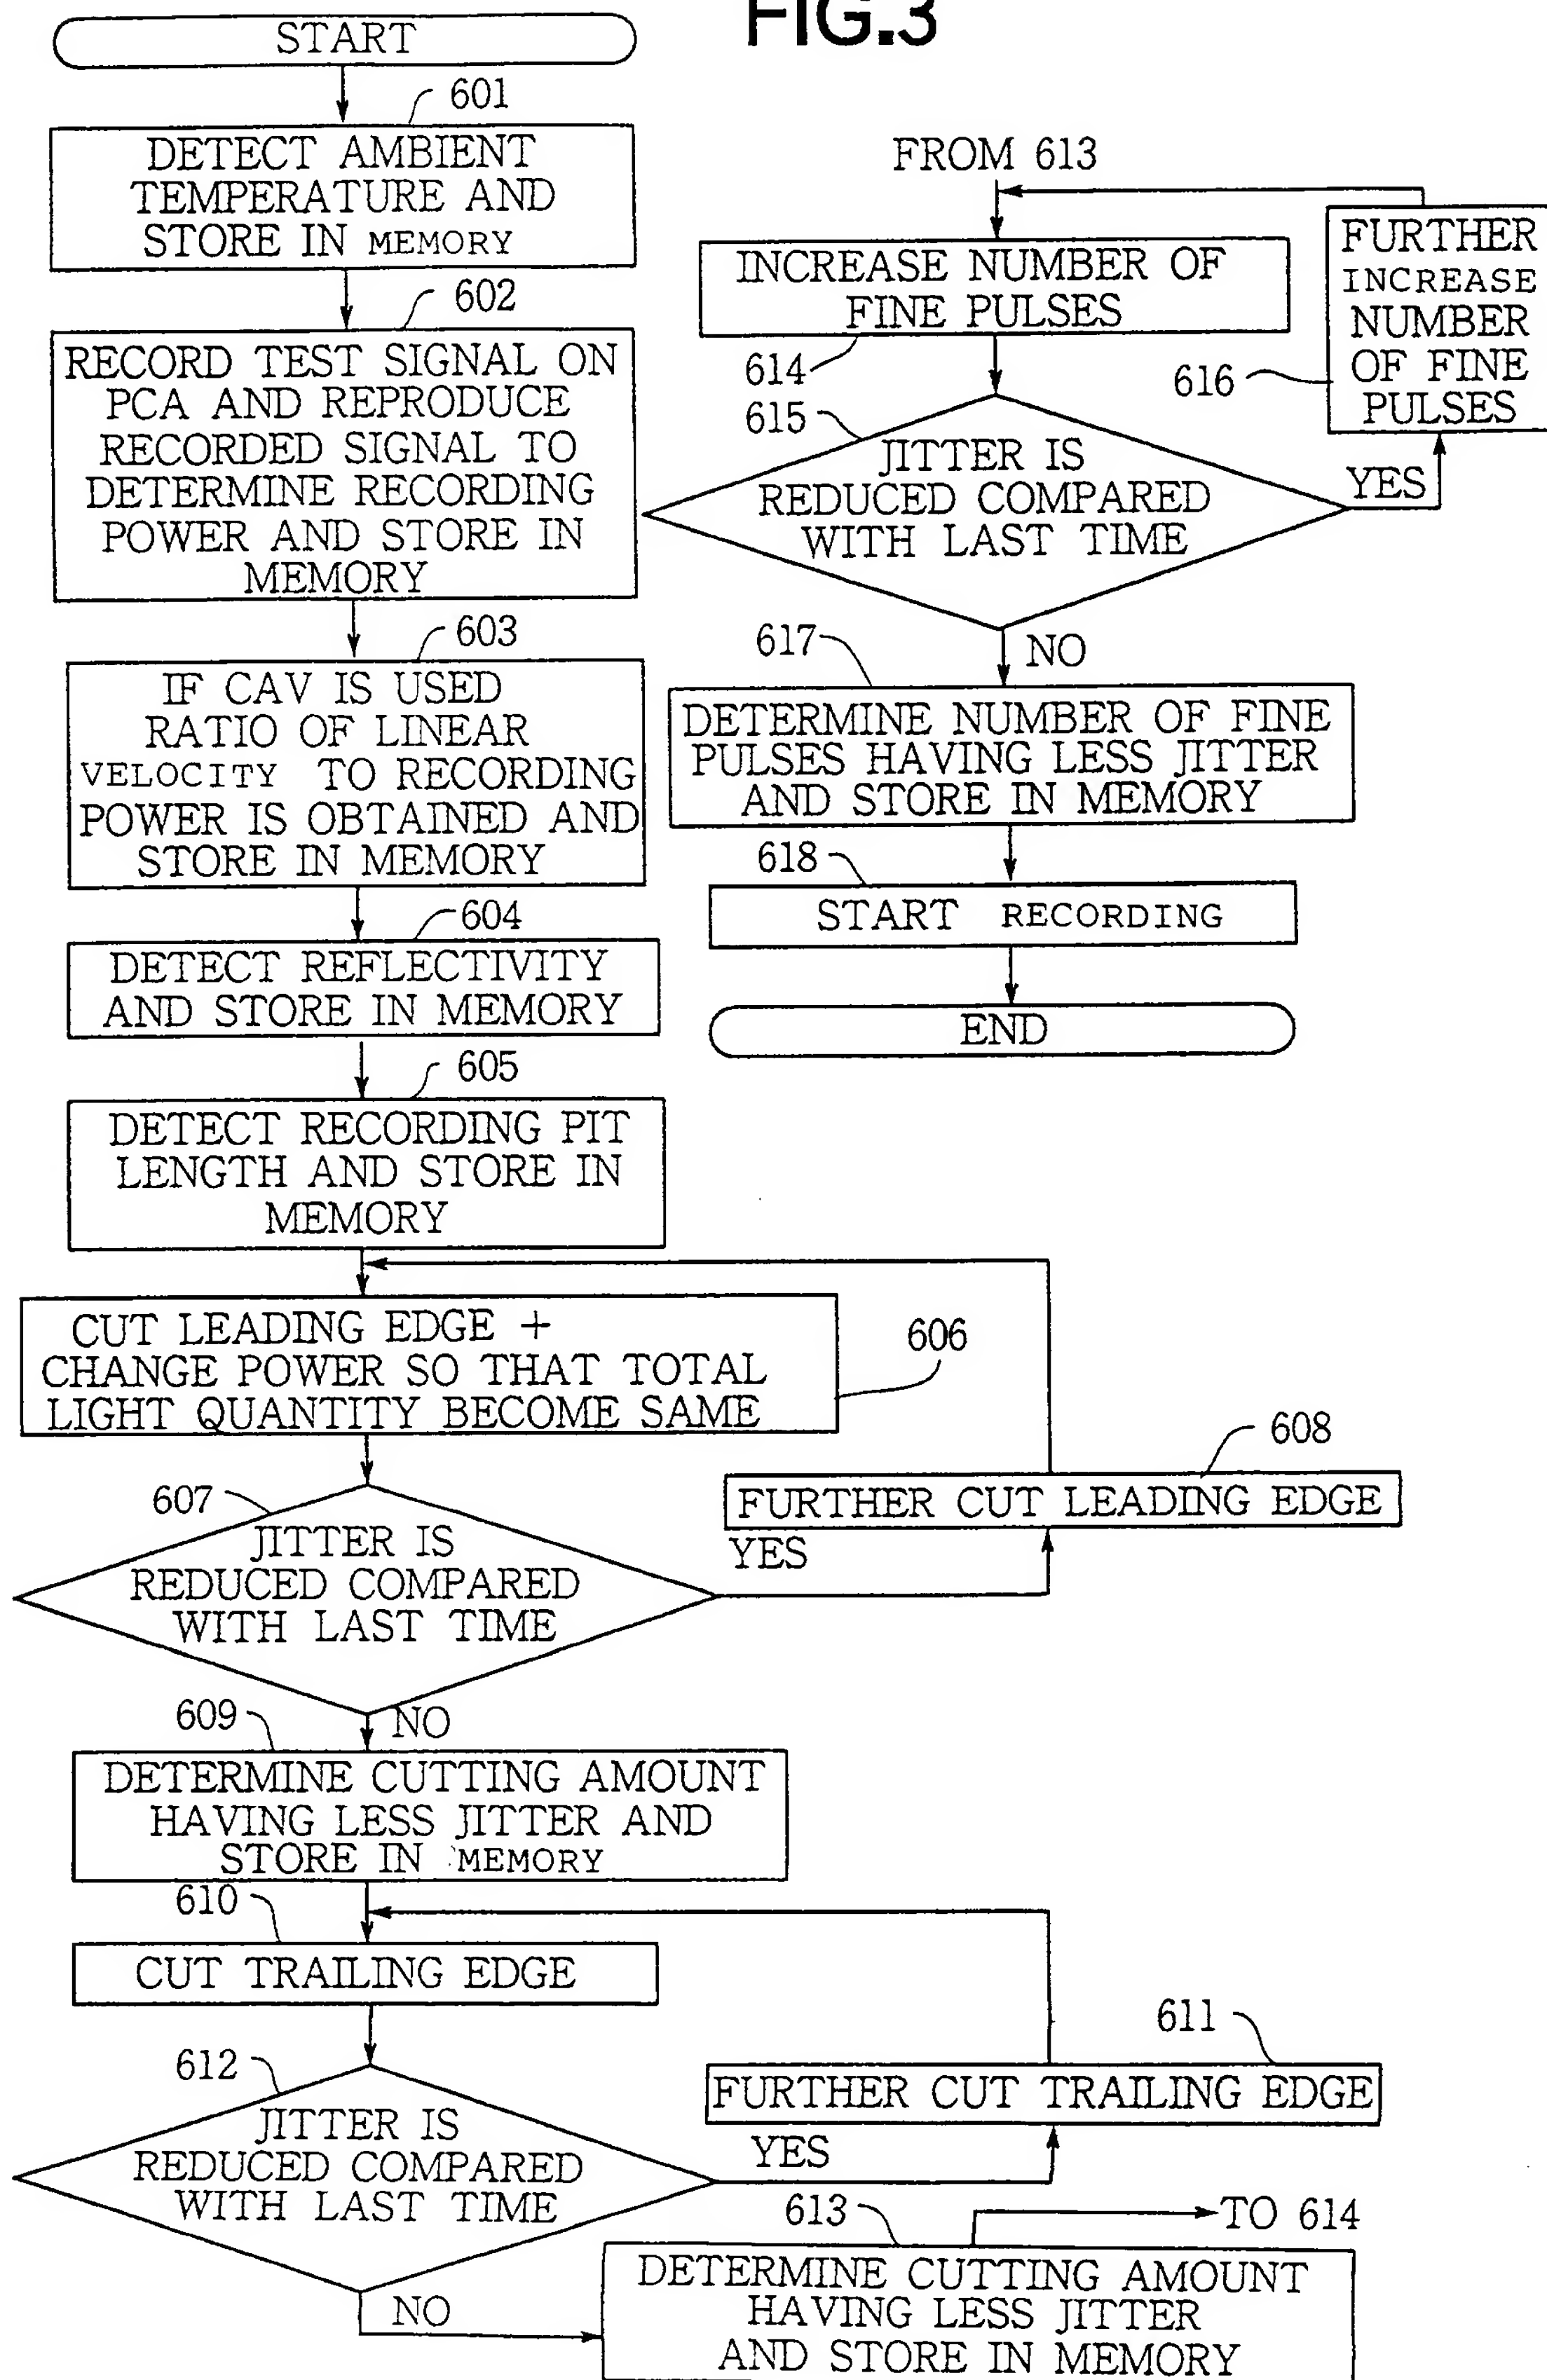 FIG.3
START
601
DETECT AMBIENT
TEMPERATURE AND
STORE IN MEMORY
602
RECORD TEST SIGNAL ON
PCA AND REPRODUCE
RECORDED SIGNAL TO
DETERMINE RECORDING
POWER AND STORE IN
MEMORY
603
IF CAV IS USED
RATIO OF LINEAR
VELOCITY TO RECORDING
POWER IS OBTAINED AND
STORE IN MEMORY
604
DETECT REFLECTIVITY
AND STORE IN MEMORY
605
DETECT RECORDING PIT
LENGTH AND STORE IN
MEMORY
CUT LEADING EDGE +
CHANGE POWER SO THAT TOTAL
LIGHT QUANTITY BECOME SAME
606
607
JITTER IS
REDUCED COMPARED
WITH LAST TIME
YES
608
FURTHER CUT LEADING EDGE
NO
609
DETERMINE CUTTING AMOUNT
HAVING LESS JITTER AND
STORE IN MEMORY
610
CUT TRAILING EDGE
611
FURTHER CUT TRAILING EDGE
612
JITTER IS
REDUCED COMPARED
WITH LAST TIME
YES
NO
613
TO 614
DETERMINE CUTTING AMOUNT
HAVING LESS JITTER
AND STORE IN MEMORY
FROM 613
INCREASE NUMBER OF
FINE PULSES
614
615
JITTER IS
REDUCED COMPARED
WITH LAST TIME
YES
616
FURTHER
INCREASE
NUMBER
OF FINE
PULSES
NO
617
DETERMINE NUMBER OF FINE
PULSES HAVING LESS JITTER
AND STORE IN MEMORY
618
START RECORDING
END